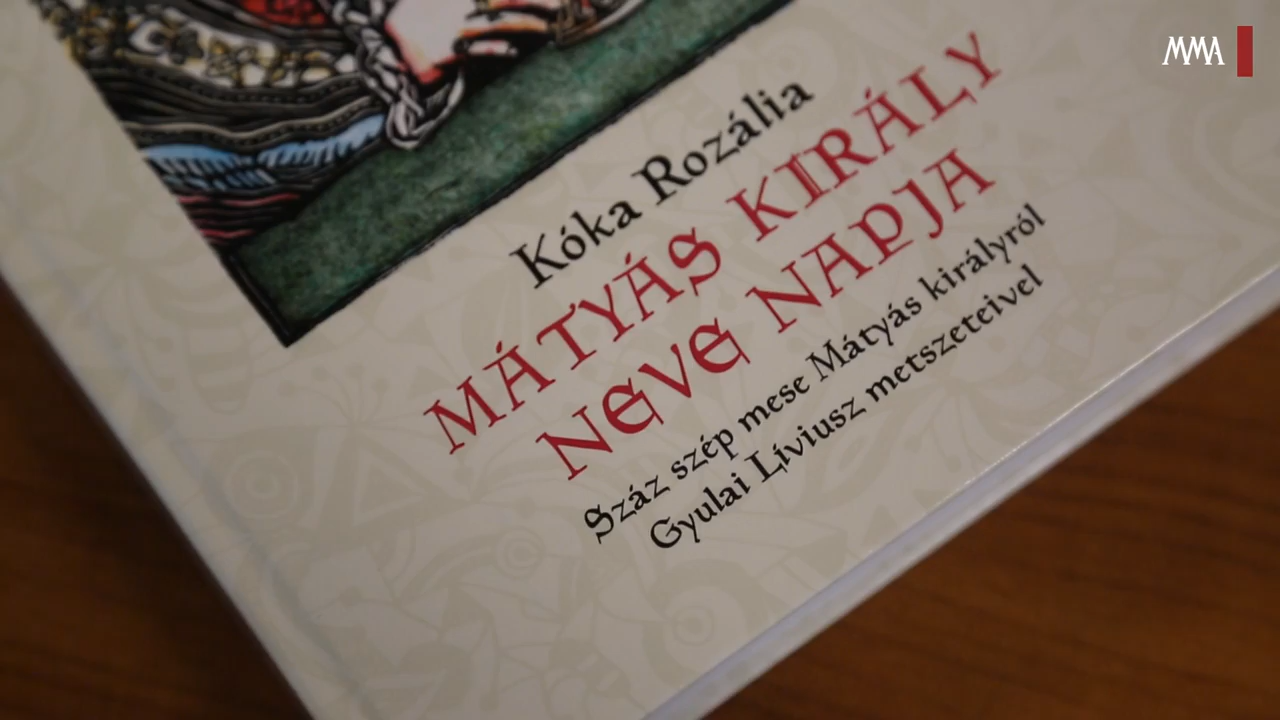 MMA
Kóka Rozália
MÁTYÁS KIRÁLY
NEVE NAPJA
Száz szép mese Mátyás királyról
Gyulai Líviusz metszeteivel